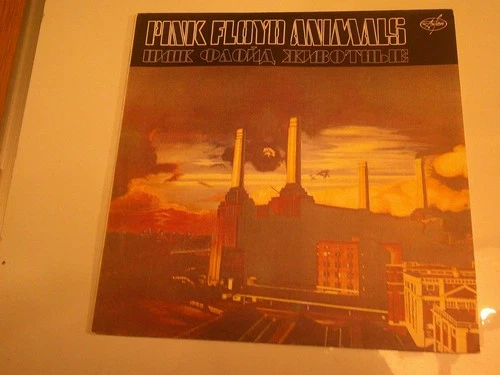 PINK FLOYD ANIMALS
ПИНК ФЛОЙД ЖИВОТНЫЕ